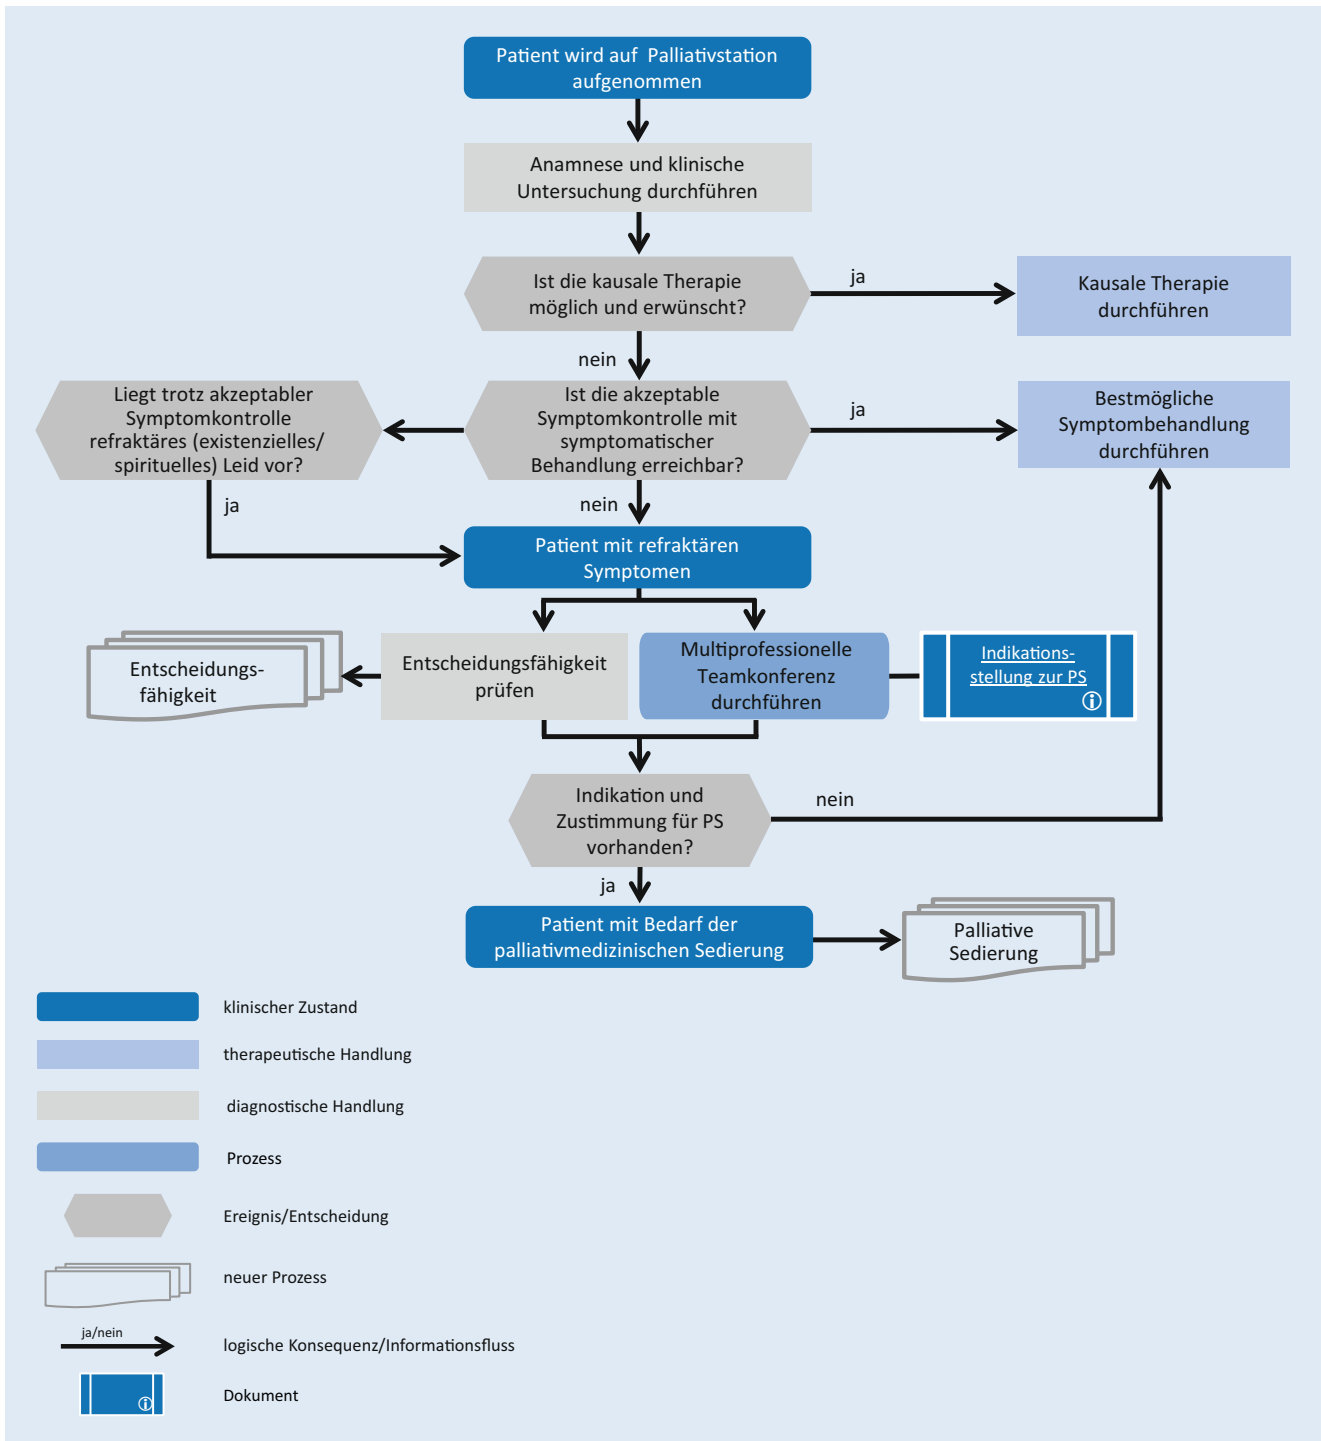 Patient wird auf Palliativstation
aufgenommen
Anamnese und klinische
Untersuchung durchführen
Ist die kausale Therapie
möglich und erwünscht?
ja
Kausale Therapie
durchführen
nein
Liegt trotz akzeptabler
Symptomkontrolle
refraktäres (existenzielles/
spirituelles) Leid vor?
Ist die akzeptable
Symptomkontrolle mit
symptomatischer
Behandlung erreichbar?
ja
Bestmögliche
Symptombehandlung
durchführen
ja
nein
Patient mit refraktären
Symptomen
Entscheidungs-
fähigkeit
Entscheidungsfähigkeit
prüfen
Multiprofessionelle
Teamkonferenz
durchführen
Indikations-
stellung zur PS
i
Indikation und
Zustimmung für PS
vorhanden?
nein
ja
Patient mit Bedarf der
palliativmedizinischen Sedierung
Palliative
Sedierung
klinischer Zustand
therapeutische Handlung
diagnostische Handlung
Prozess
Ereignis/Entscheidung
neuer Prozess
ja/nein
logische Konsequenz/Informationsfluss
i
Dokument